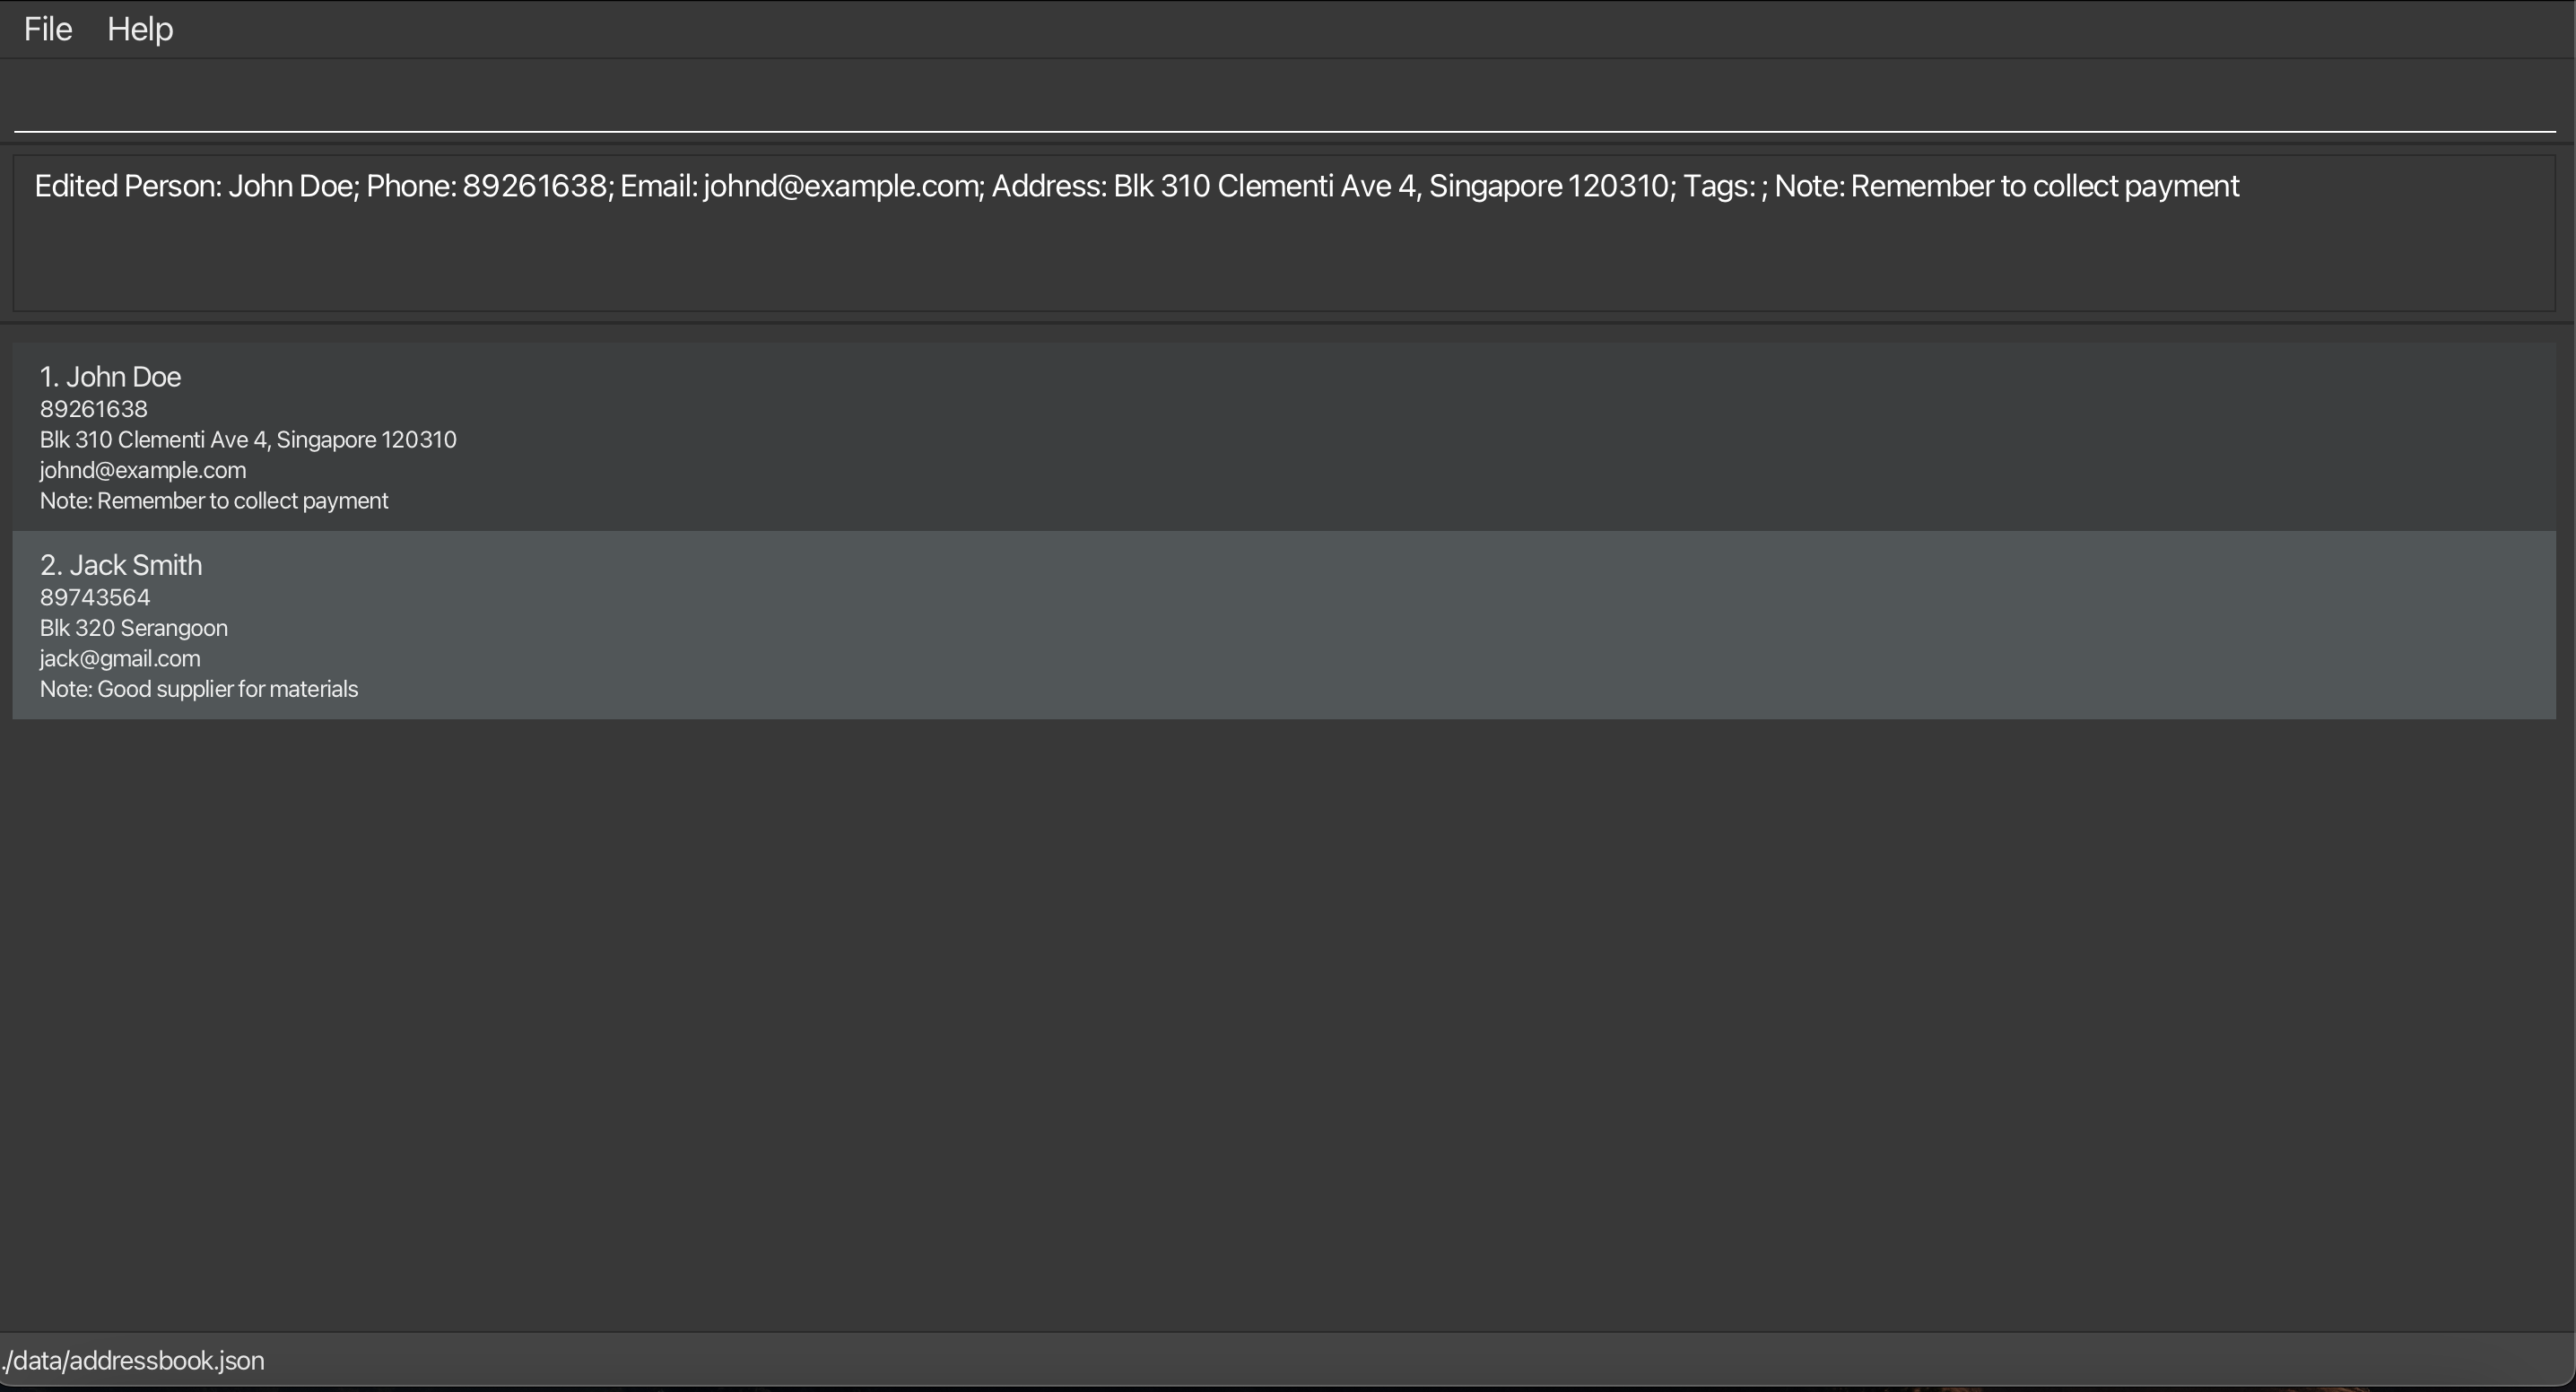 File Help
Edited Person: John Doe; Phone: 89261638; Email: johnd@example.com; Address: Blk 310 Clementi Ave 4, Singapore 120310; Tags: ; Note: Remember to collect payment
1. John Doe
89261638
Blk 310 Clementi Ave 4, Singapore 120310
johnd@example.com
Note: Remember to collect payment
2. Jack Smith
89743564
Blk 320 Serangoon
jack@gmail.com
Note: Good supplier for materials
./data/addressbook.json